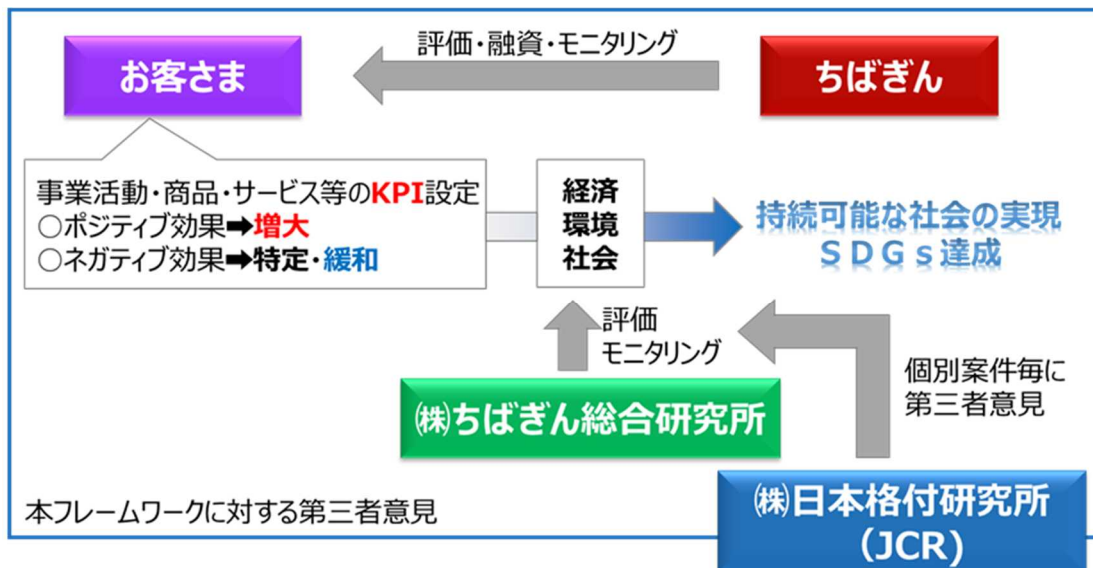 評価・融資・モニタリング
お客さま
ちばぎん
事業活動・商品・サービス等のKPI設定
○ポジティブ効果➡増大
○ネガティブ効果➡特定・緩和
経済
環境
社会
持続可能な社会の実現
SDGs達成
評価
モニタリング
個別案件毎に
第三者意見
㈱ちばぎん総合研究所
本フレームワークに対する第三者意見
㈱日本格付研究所
(JCR)